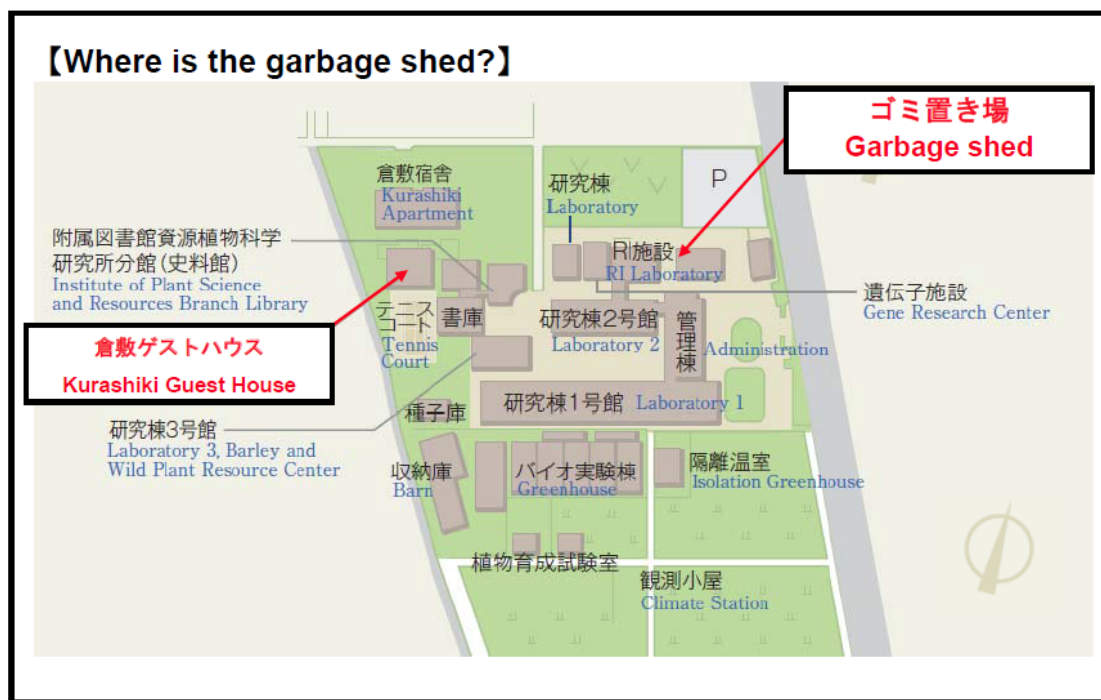 【Where is the garbage shed?】
ゴミ置き場
Garbage shed
倉敷宿舎
Kurashiki
Apartment
研究棟
Laboratory
P
附属図書館資源植物科学
研究所分館(史料館)
Institute of Plant Science
and Resources Branch Library
RI施設
RI Laboratory
遺伝子施設
Gene Research Center
テニス
コート
Tennis
Court
書庫
研究棟2号館
Laboratory 2
管理棟
Administration
倉敷ゲストハウス
Kurashiki Guest House
種子庫
研究棟1号館 Laboratory 1
研究棟3号館
Laboratory 3, Barley and
Wild Plant Resource Center
収納庫
Barn
バイオ実験棟
Greenhouse
隔離温室
Isolation Greenhouse
植物育成試験室
観測小屋
Climate Station